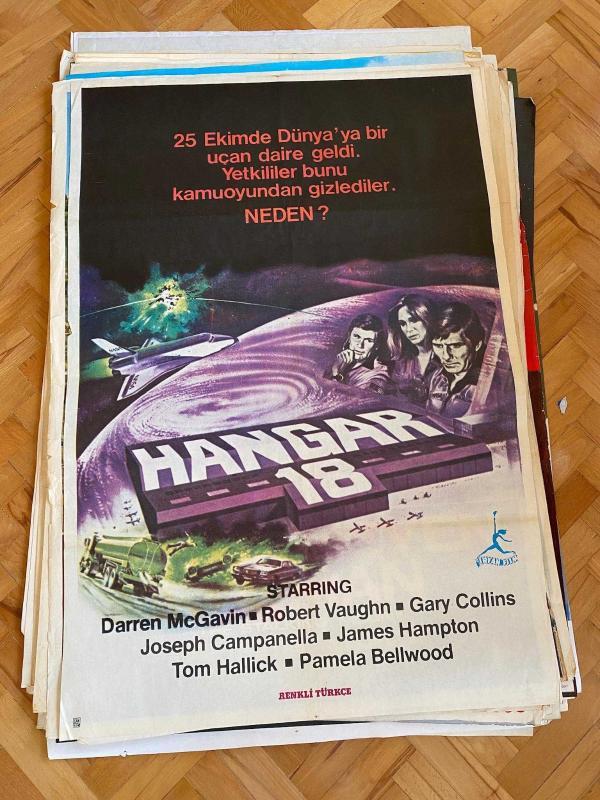 25 Ekimde Dünya'ya bir
uçan daire geldi.
Yetkililer bunu
kamuoyundan gizlediler.
NEDEN?
HANGAR
18
STARRING
Darren McGavin ▪ Robert Vaughn ▪ Gary Collins
Joseph Campanella ▪ James Hampton
Tom Hallick ▪ Pamela Bellwood
RENKLİ TÜRKÇE